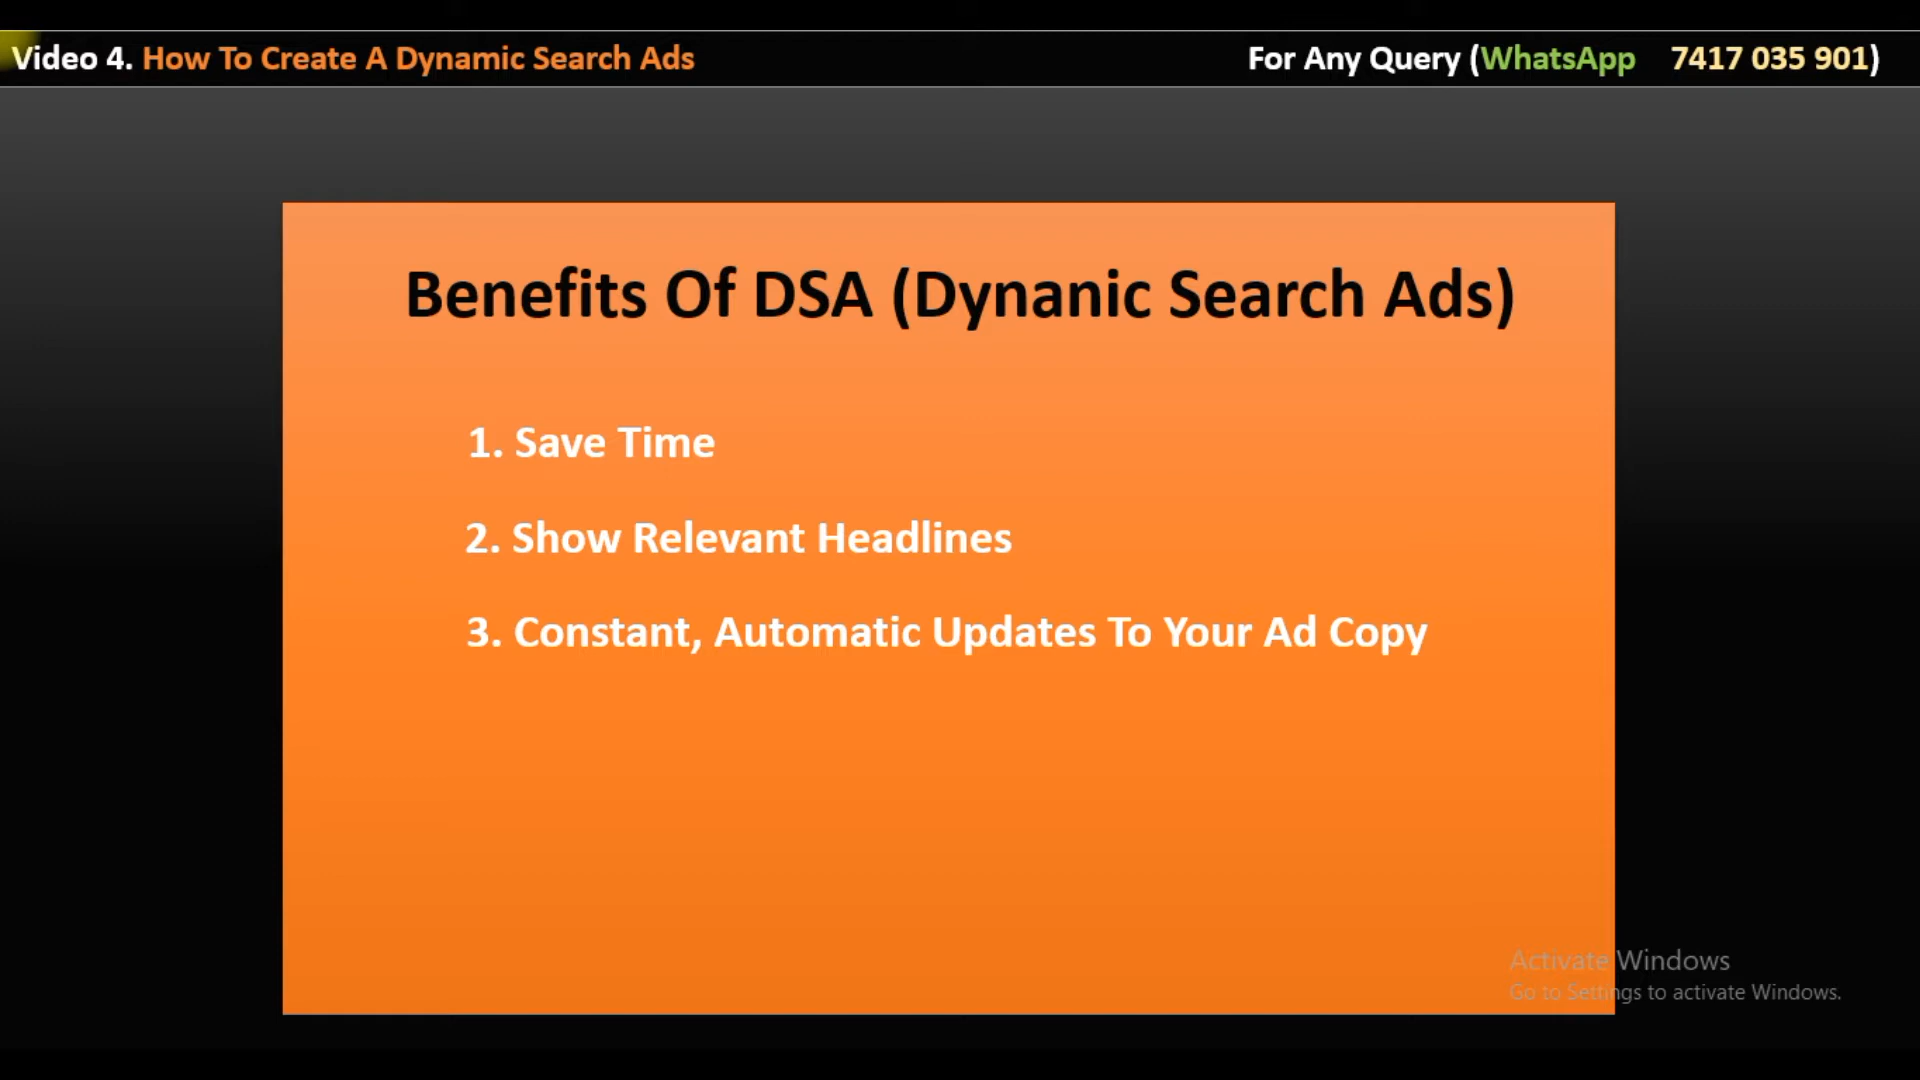 Video 4. How To Create A Dynamic Search Ads
For Any Query (WhatsApp 7417 035 901)
Benefits Of DSA (Dynanic Search Ads)
1. Save Time
2. Show Relevant Headlines
3. Constant, Automatic Updates To Your Ad Copy
Activate Windows
Go to Settings to activate Windows.